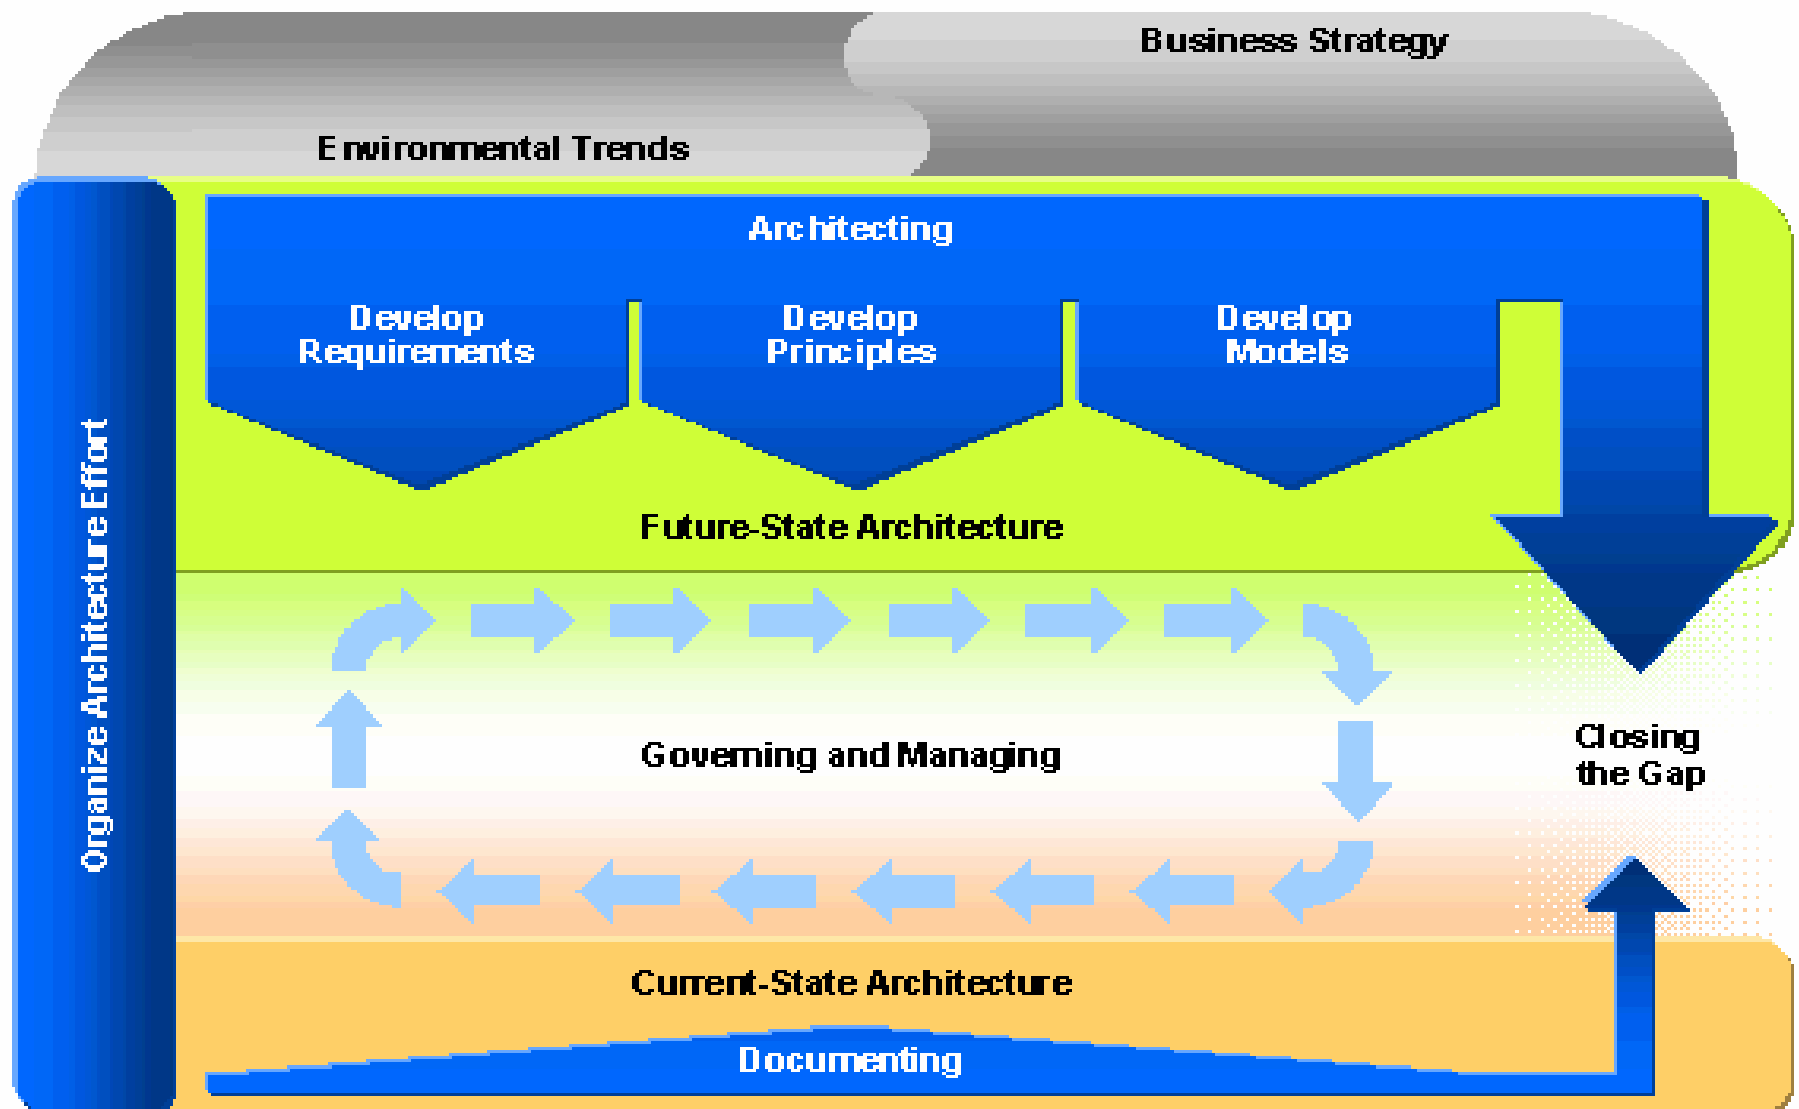 Business Strategy
Environmental Trends
Architecting
Develop
Requirements
Develop
Principles
Develop
Models
Organize Architecture Effort
Future-State Architecture
Governing and Managing
Closing
the Gap
Current-State Architecture
Documenting